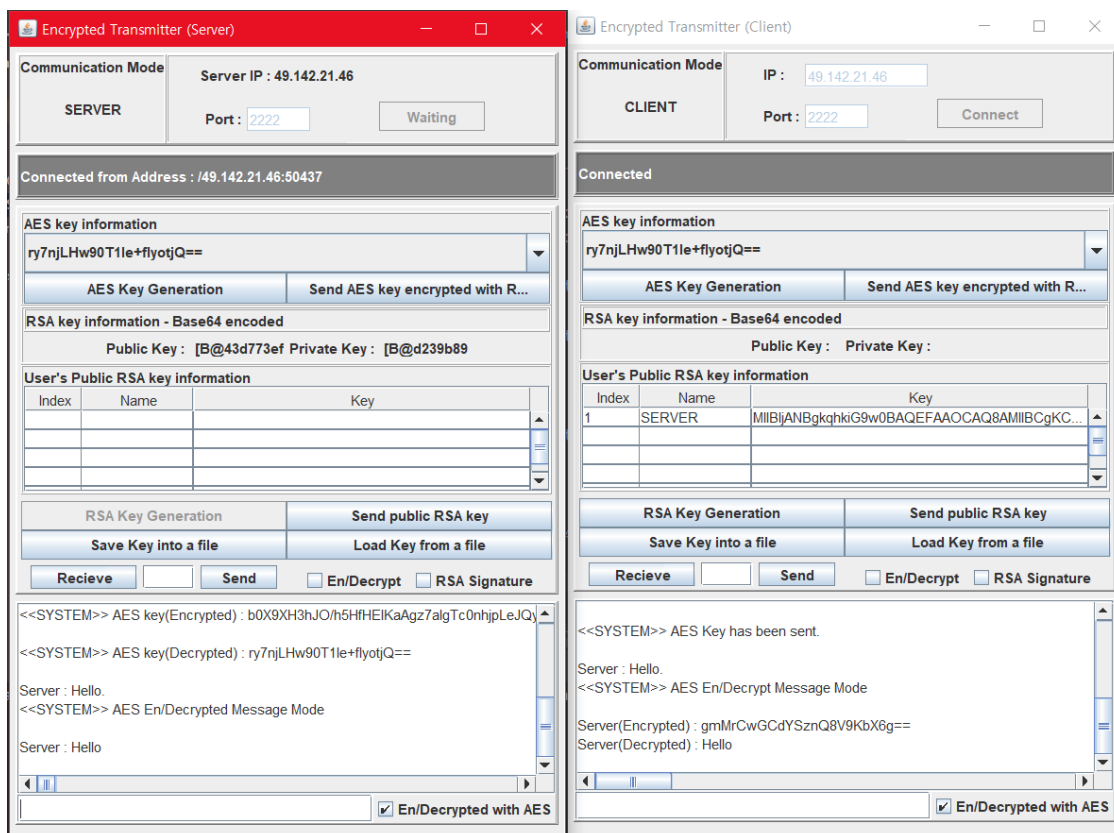 Encrypted Transmitter (Server)
Communication Mode
SERVER
Server IP : 49.142.21.46
Port : 2222
Waiting
Connected from Address : /49.142.21.46:50437
AES key information
ry7njLHw90T1Ie+flyotjQ==
AES Key Generation
Send AES key encrypted with R...
RSA key information - Base64 encoded
Public Key : [B@43d773ef Private Key : [B@d239b89
User's Public RSA key information
Index Name Key
RSA Key Generation
Send public RSA key
Save Key into a file
Load Key from a file
Recieve
Send
En/Decrypt
RSA Signature
<<SYSTEM>> AES key(Encrypted) : b0X9XH3hJO/h5HfHEIKaAgz7algTc0nhjpLeJQy
<<SYSTEM>> AES key(Decrypted) : ry7njLHw90T1Ie+flyotjQ==
Server : Hello.
<<SYSTEM>> AES En/Decrypted Message Mode
Server : Hello
En/Decrypted with AES
Encrypted Transmitter (Client)
Communication Mode
CLIENT
IP : 49.142.21.46
Port : 2222
Connect
Connected
AES key information
ry7njLHw90T1Ie+flyotjQ==
AES Key Generation
Send AES key encrypted with R...
RSA key information - Base64 encoded
Public Key : Private Key :
User's Public RSA key information
Index Name Key
1 SERVER MIIBIjANBgkqhkiG9w0BAQEFAAOCAQ8AMIIBCgKC...
RSA Key Generation
Send public RSA key
Save Key into a file
Load Key from a file
Recieve
Send
En/Decrypt
RSA Signature
<<SYSTEM>> AES Key has been sent.
Server : Hello.
<<SYSTEM>> AES En/Decrypt Message Mode
Server(Encrypted) : gmMrCwGCdYSznQ8V9KbX6g==
Server(Decrypted) : Hello
En/Decrypted with AES